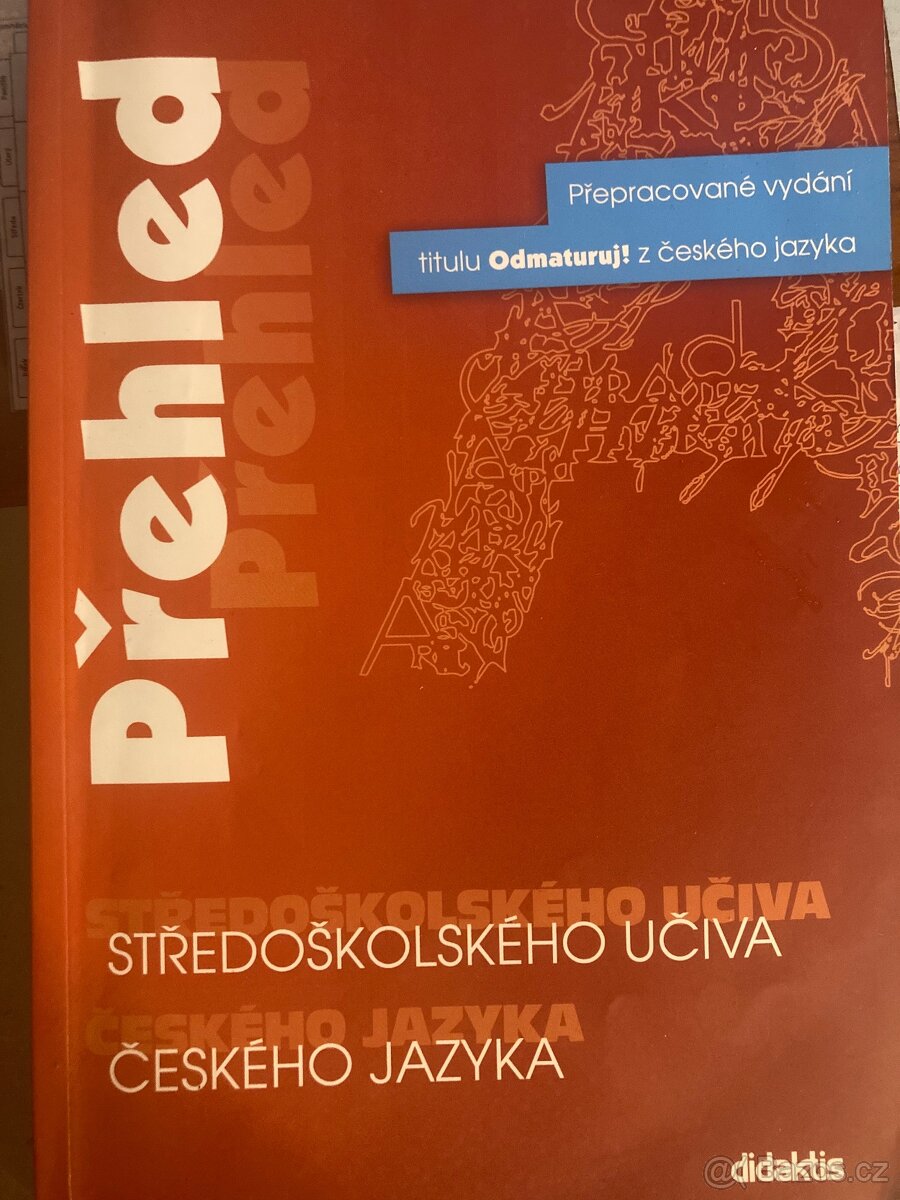 Přepracované vydání
titulu Odmaturuj! z českého jazyka
Přehled
Přehled
STŘEDOŠKOLSKÉHO UČIVA
STŘEDOŠKOLSKÉHO UČIVA
ČESKÉHO JAZYKA
ČESKÉHO JAZYKA
didaktis